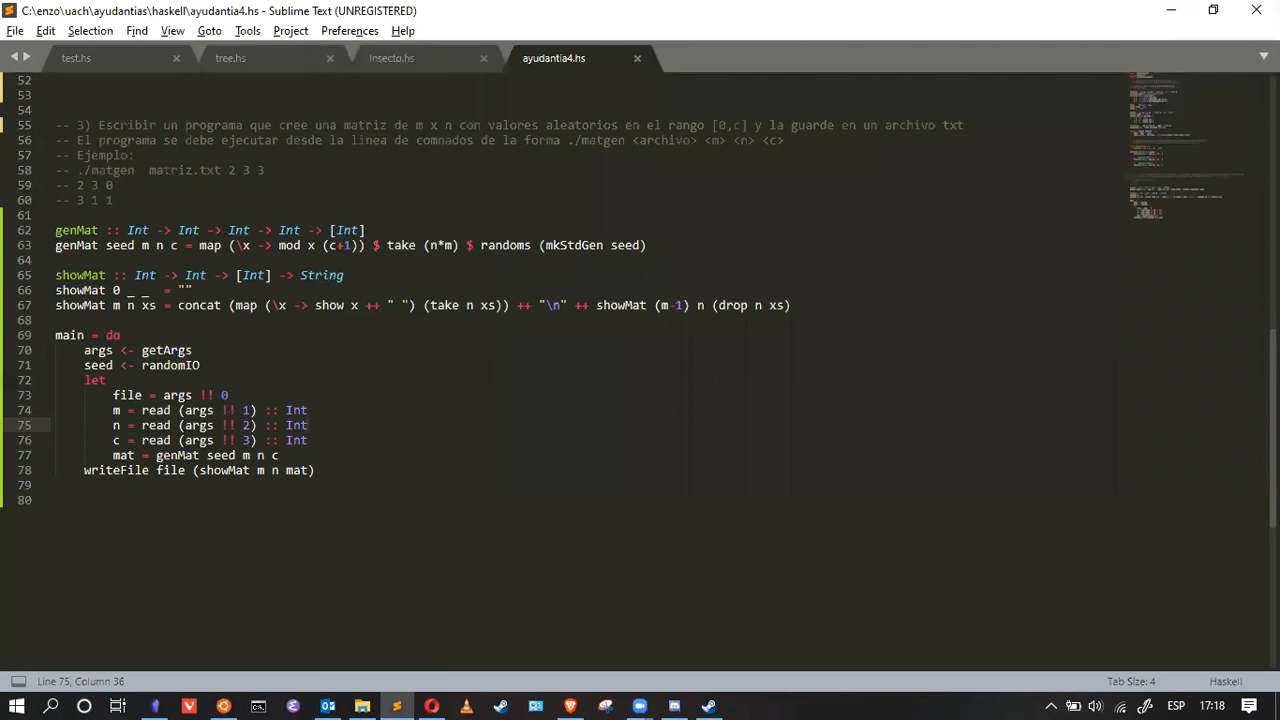 C:\enzo\uach\ayudantias\haskell\ayudantia4.hs - Sublime Text (UNREGISTERED)
File Edit Selection Find View Goto Tools Project Preferences Help
test.hs tree.hs insecto.hs ayudantia4.hs
52
53
54
55 -- 3) Escribir un programa que cree una matriz de m x n con valores aleatorios en el rango [0,c] y la guarde en un archivo txt
56 -- El programa se debe ejecutar desde la linea de comandos de la forma ./matgen <archivo> <m> <n> <c>
57 -- Ejemplo:
58 -- ./matgen  matriz.txt 2 3 3
59 -- 2 3 0
60 -- 3 1 1
61
62 genMat :: Int -> Int -> Int -> Int -> [Int]
63 genMat seed m n c = map (\x -> mod x (c+1)) $ take (n*m) $ randoms (mkStdGen seed)
64
65 showMat :: Int -> Int -> [Int] -> String
66 showMat 0 _ _  = ""
67 showMat m n xs = concat (map (\x -> show x ++ " ") (take n xs)) ++ "\n" ++ showMat (m-1) n (drop n xs)
68
69 main = do
70     args <- getArgs
71     seed <- randomIO
72     let
73         file = args !! 0
74         m = read (args !! 1) :: Int
75         n = read (args !! 2) :: Int
76         c = read (args !! 3) :: Int
77         mat = genMat seed m n c
78     writeFile file (showMat m n mat)
79
80
Line 75, Column 36 Tab Size: 4 Haskell
ESP 17:18